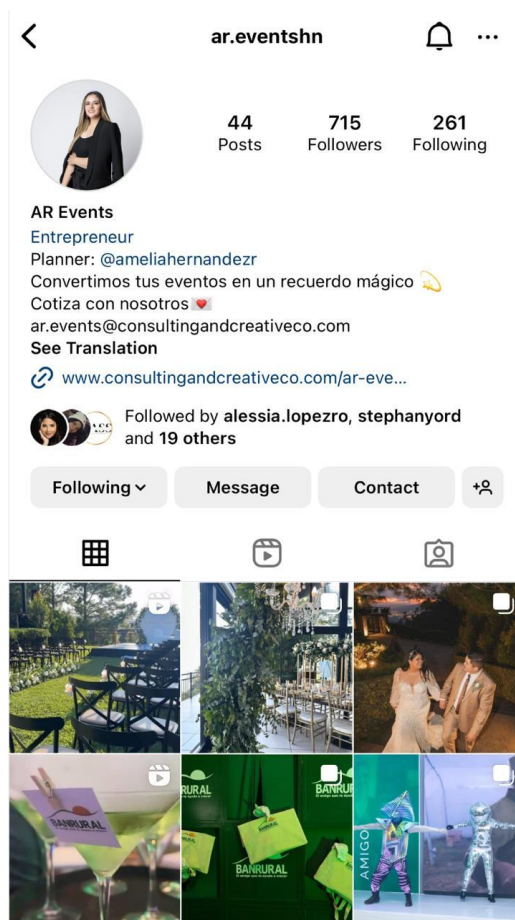 ar.eventshn
44
Posts
715
Followers
261
Following
AR Events
Entrepreneur
Planner: @ameliahernandezr
Convertimos tus eventos en un recuerdo mágico
Cotiza con nosotros
ar.events@consultingandcreativeco.com
See Translation
www.consultingandcreativeco.com/ar-eve...
Followed by alessia.lopezro, stephanyord
and 19 others
Following
Message
Contact
BANRURAL
RURAL
BANRURAL
BANRURAL
AMIGO